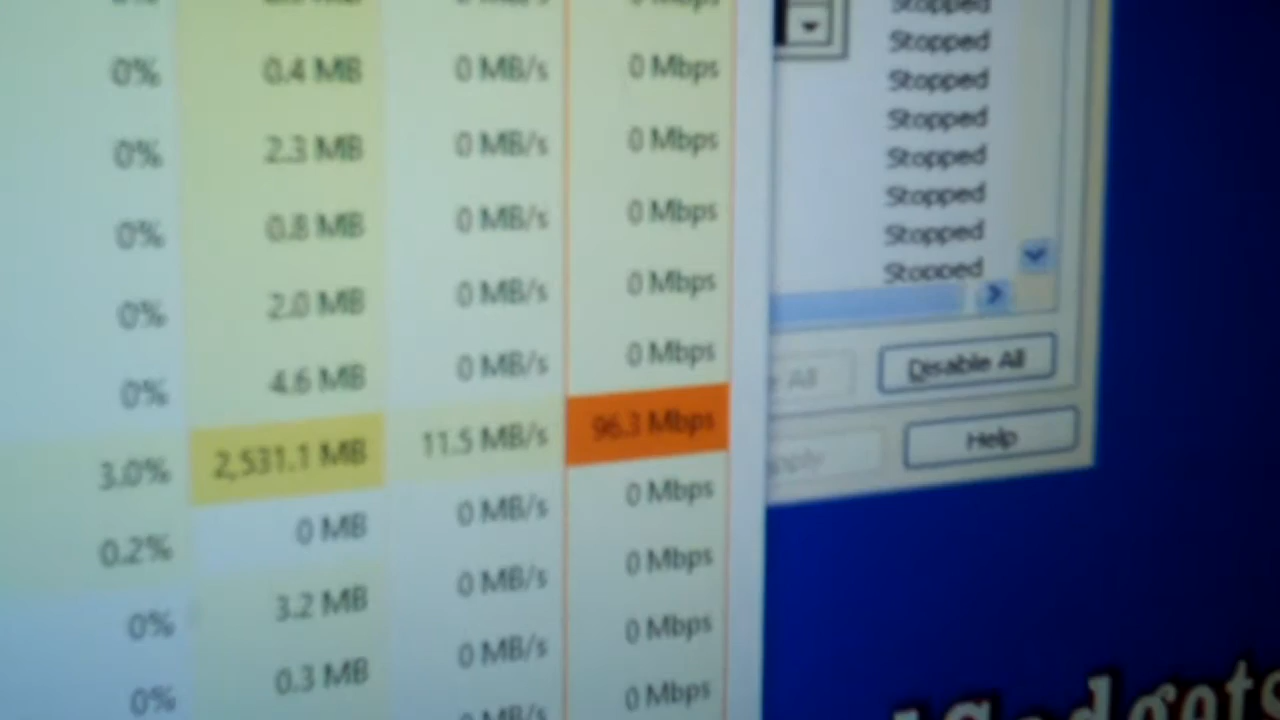 Stopped
0% 0.4 MB 0 MB/s 0 Mbps
Stopped
Stopped
0% 2.3 MB 0 MB/s 0 Mbps
Stopped
Stopped
0% 0.8 MB 0 MB/s 0 Mbps
Stopped
Stopped
0% 2.0 MB 0 MB/s 0 Mbps
Stopped
0% 4.6 MB 0 MB/s 0 Mbps
All Disable All
3.0% 2,531.1 MB 11.5 MB/s 96.3 Mbps
Help
0.2% 0 MB 0 MB/s 0 Mbps
0% 3.2 MB 0 MB/s 0 Mbps
0% 0.3 MB 0 MB/s 0 Mbps
0 Mbps